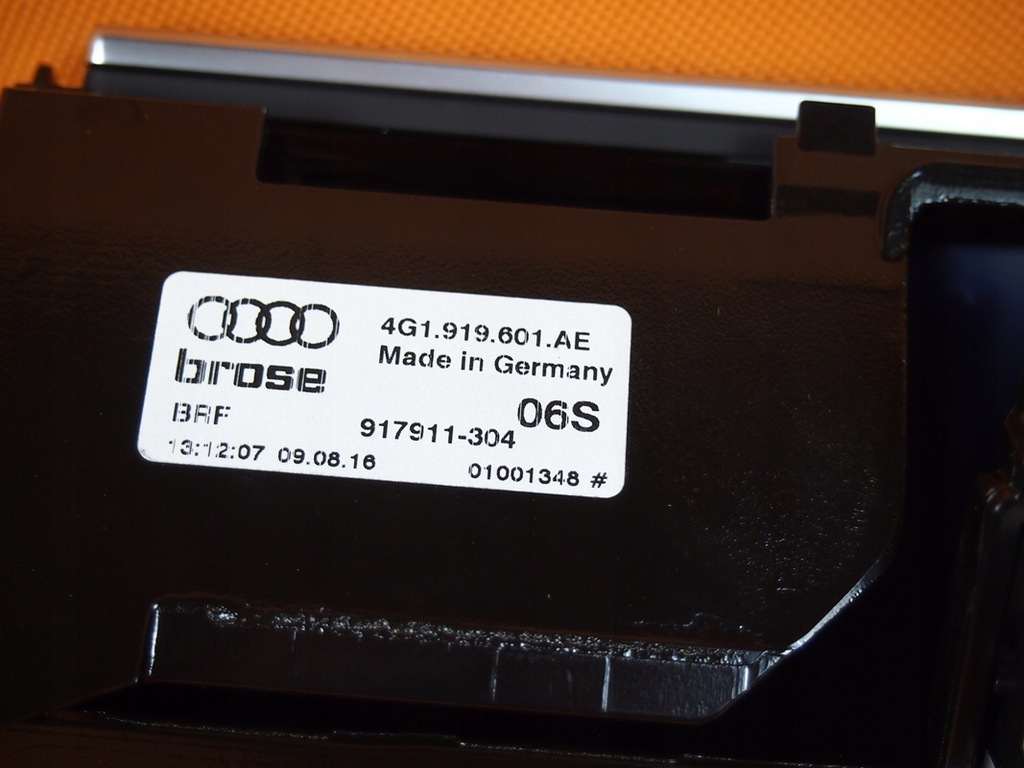 4G1.919.601.AE
brose
Made in Germany
BRF
917911-304 06S
13:12:07 09.08.16
01001348 #